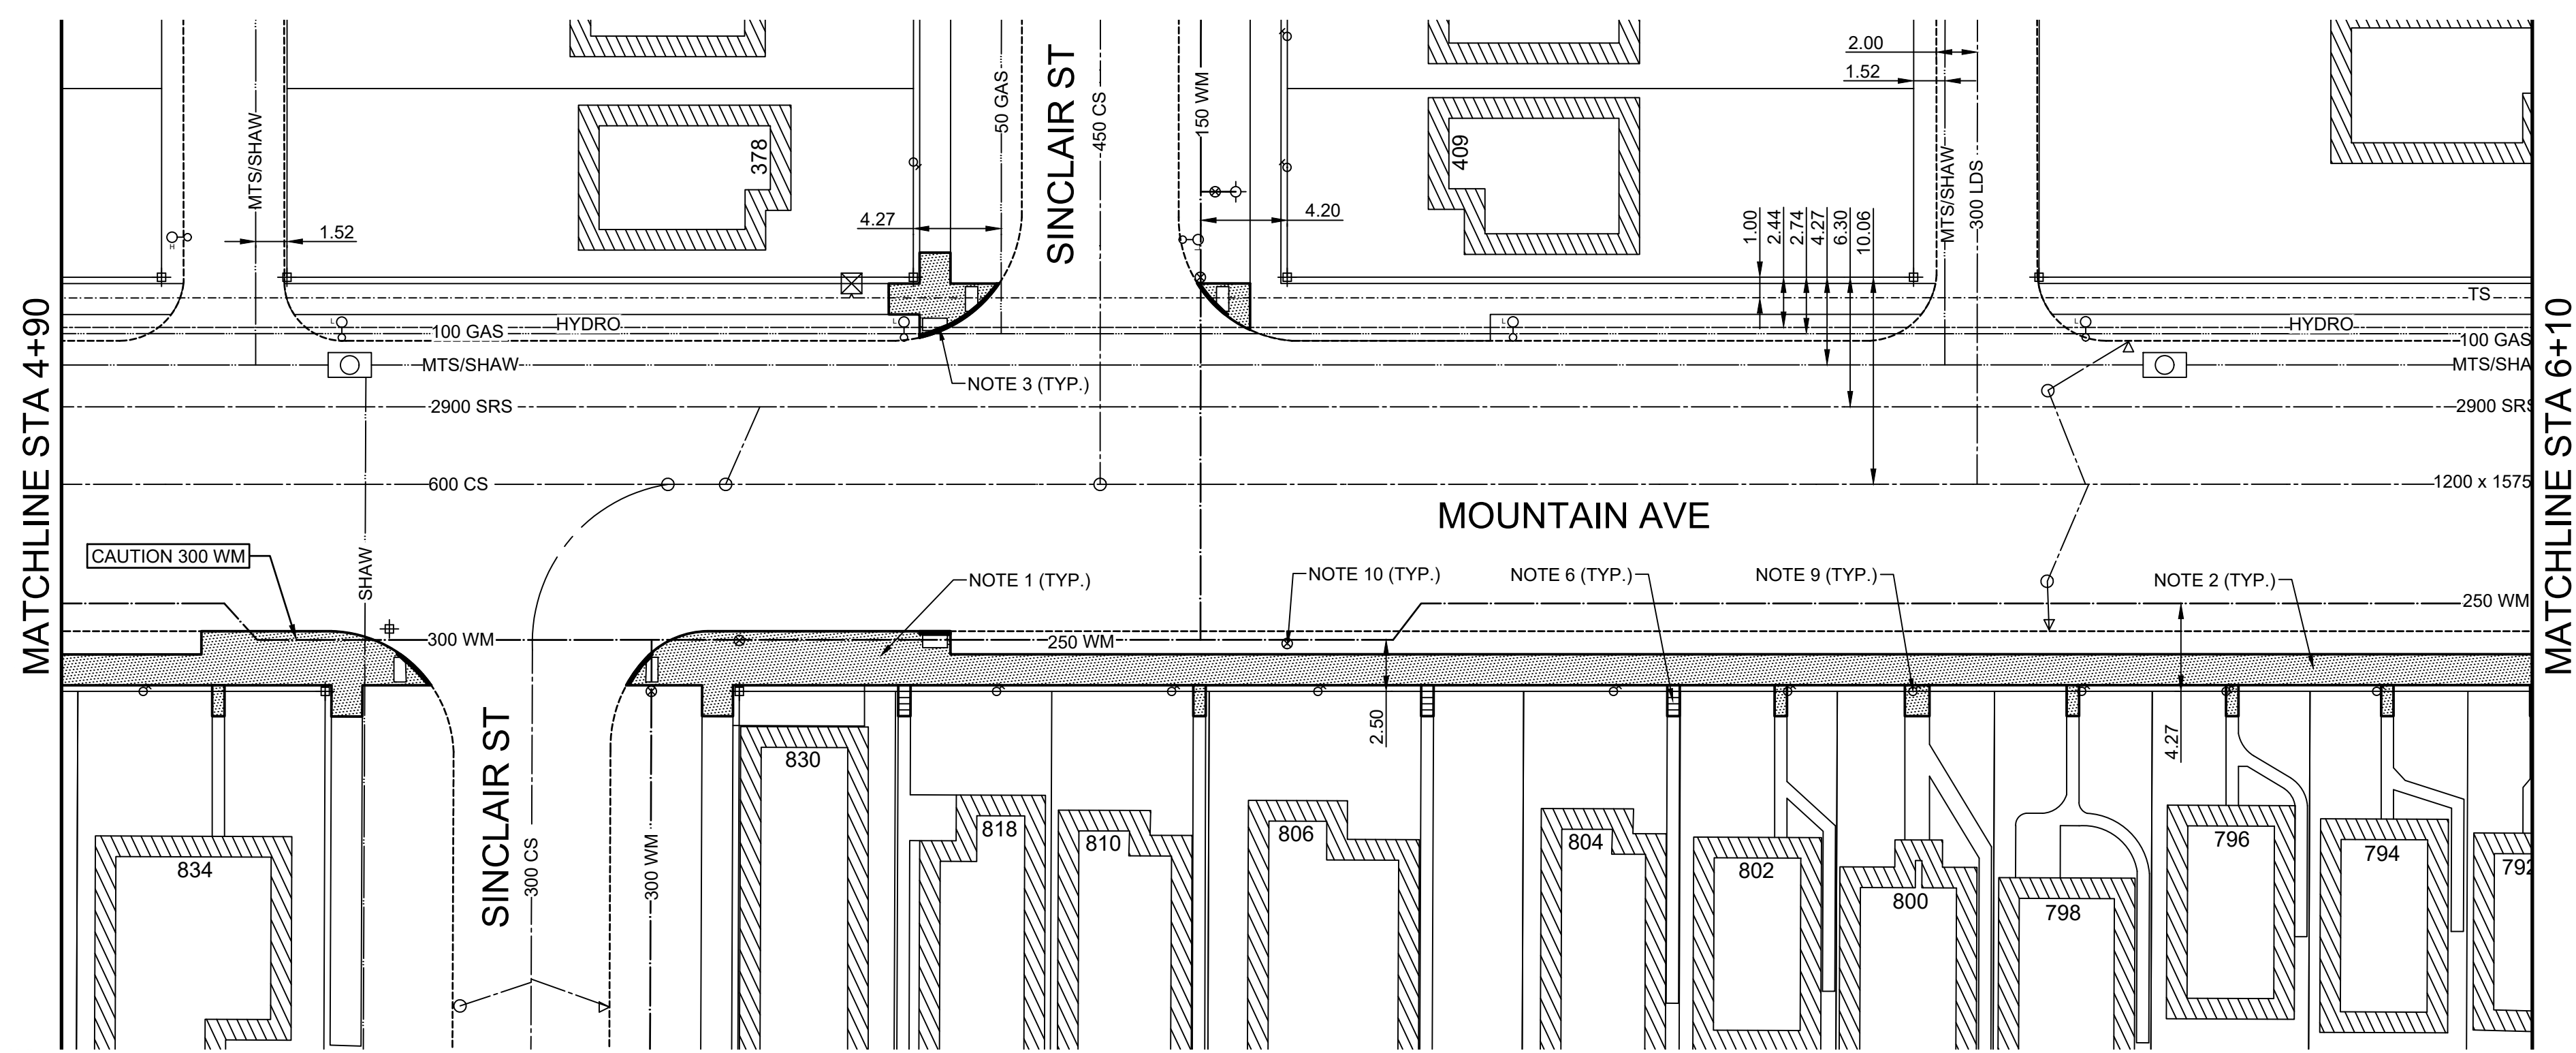 MATCHLINE STA 4+90
MTS/SHAW
1.52
378
4.27
50 GAS
SINCLAIR ST
450 CS
150 WM
4.20
409
2.00
1.52
MTS/SHAW
300 LDS
1.00
2.44
2.74
4.27
6.30
10.06
TS
100 GAS
HYDRO
HYDRO
100 GAS
MTS/SHAW
NOTE 3 (TYP.)
MTS/SHA
2900 SRS
2900 SRS
600 CS
1200 x 1575
MOUNTAIN AVE
CAUTION 300 WM
SHAW
NOTE 1 (TYP.)
NOTE 10 (TYP.)
NOTE 6 (TYP.)
NOTE 9 (TYP.)
NOTE 2 (TYP.)
250 WM
300 WM
250 WM
2.50
4.27
SINCLAIR ST
300 CS
300 WM
834
830
818
810
806
804
802
800
798
796
794
792
MATCHLINE STA 6+10
L
L
L
L
H